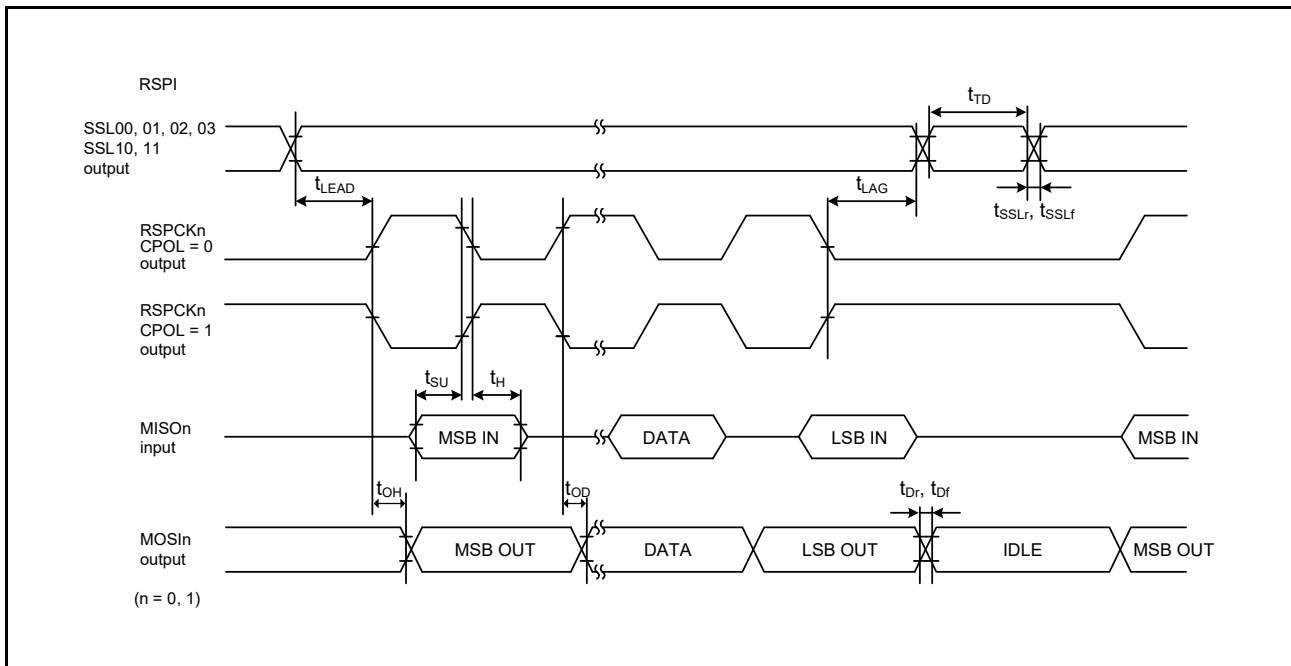 RSPI
SSL00, 01, 02, 03
SSL10, 11
output
tTD
tLEAD
tLAG
tSSLr, tSSLf
RSPCKn
CPOL = 0
output
RSPCKn
CPOL = 1
output
tSU
tH
MISOn
input
MSB IN
DATA
LSB IN
MSB IN
tOH
tOD
tDr, tDf
MOSIn
output
MSB OUT
DATA
LSB OUT
IDLE
MSB OUT
(n = 0, 1)